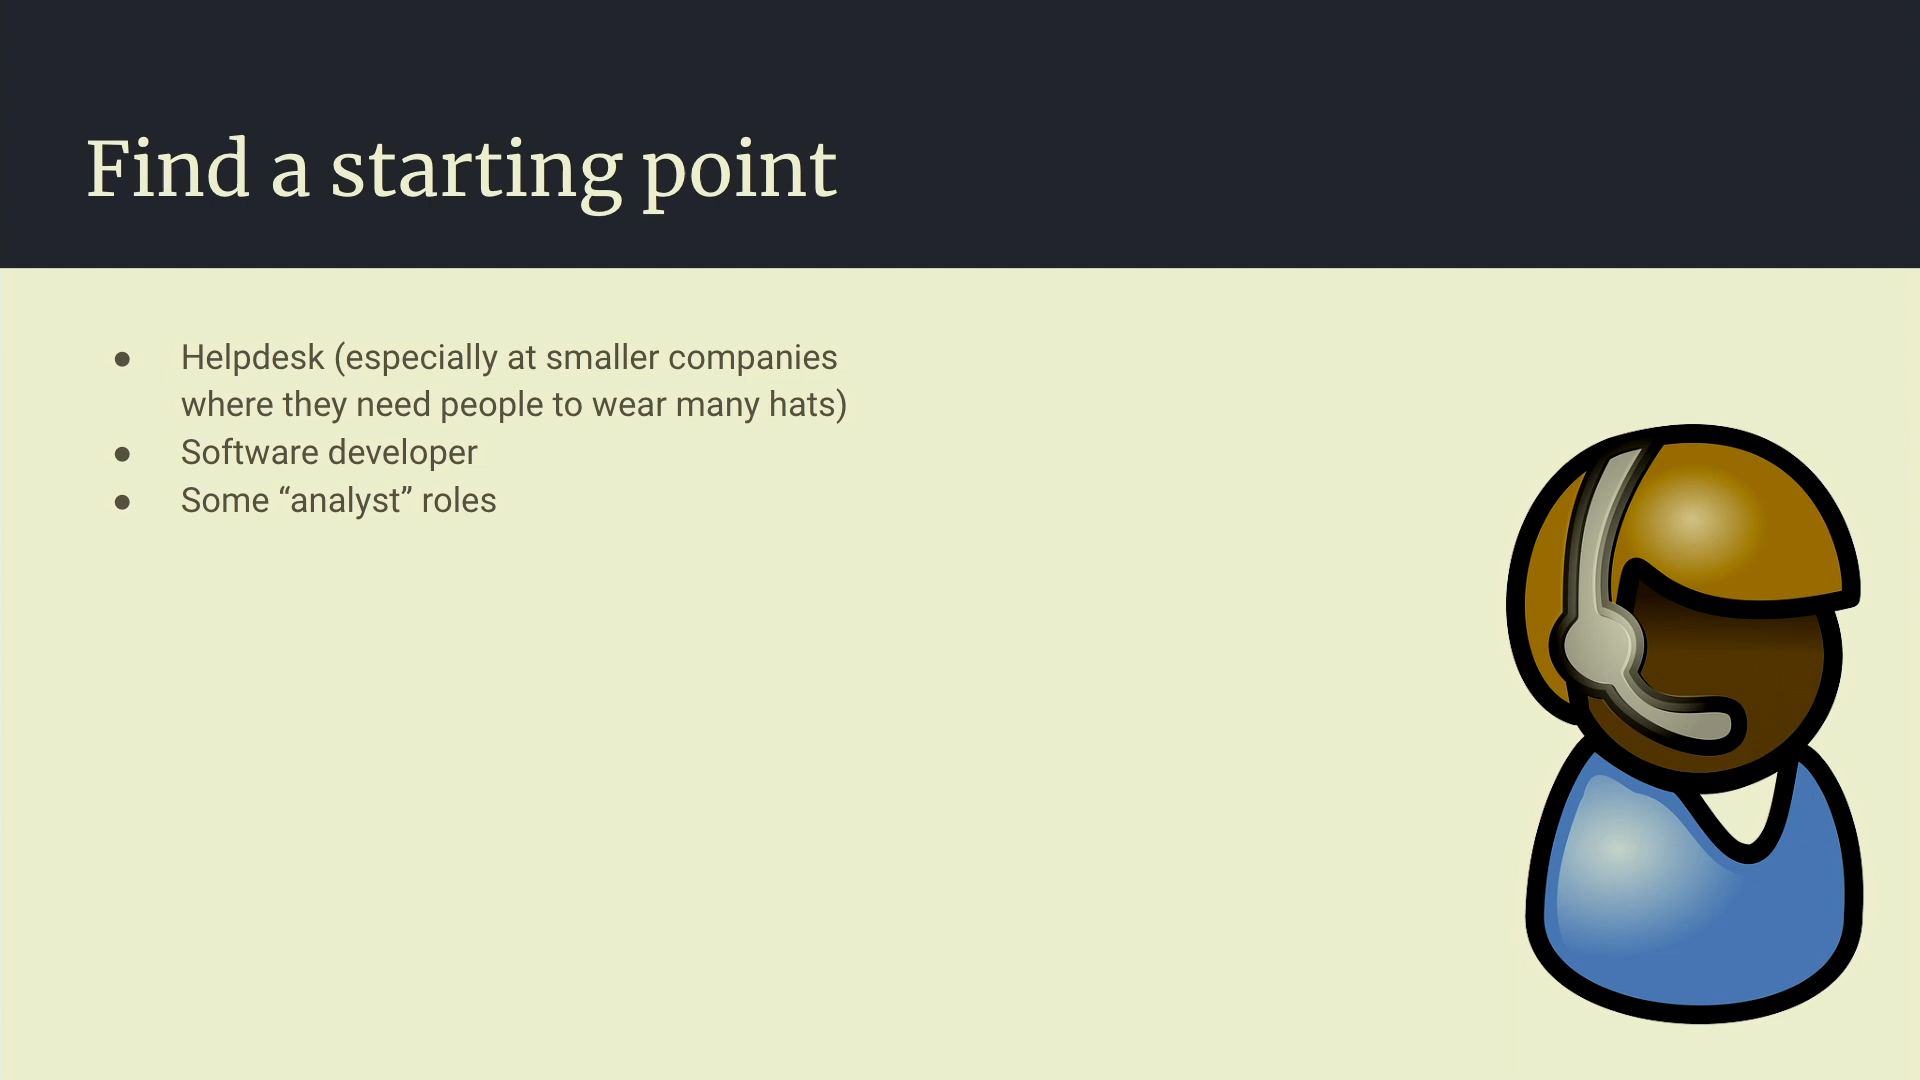 Find a starting point
● Helpdesk (especially at smaller companies
where they need people to wear many hats)
● Software developer
● Some “analyst” roles